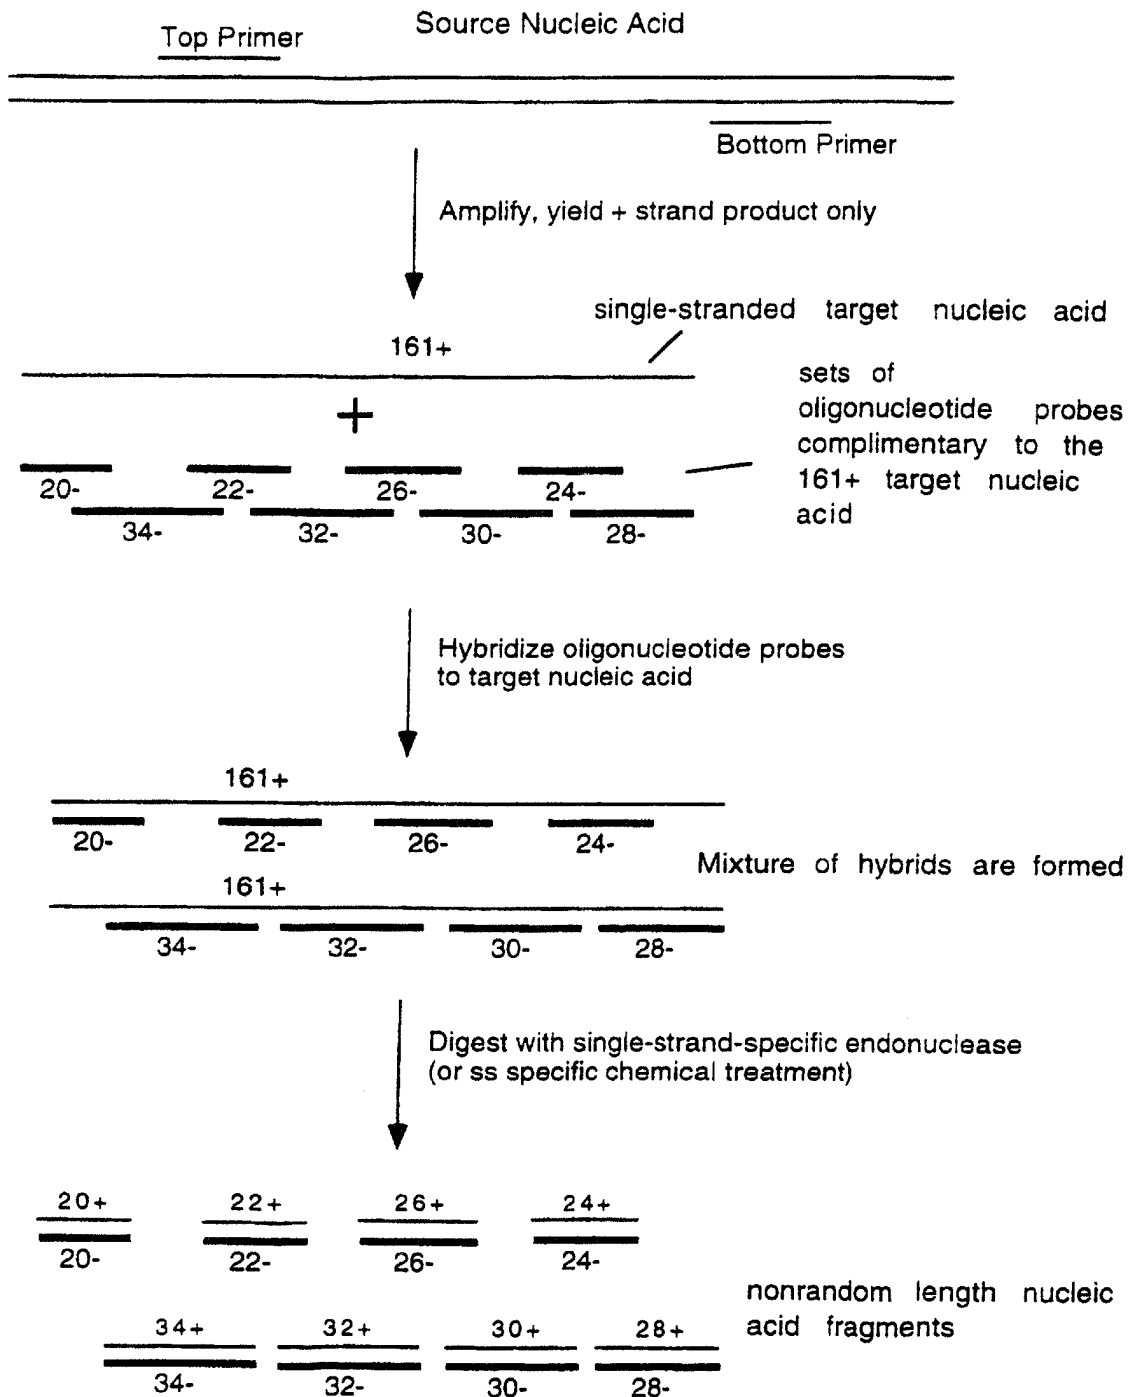 Source Nucleic Acid
Top Primer
Bottom Primer
Amplify, yield + strand product only
single-stranded target nucleic acid
161+
+
sets of
oligonucleotide probes
complimentary to the
161+ target nucleic
acid
20- 22- 26- 24-
34- 32- 30- 28-
Hybridize oligonucleotide probes
to target nucleic acid
161+
20- 22- 26- 24-
Mixture of hybrids are formed
161+
34- 32- 30- 28-
Digest with single-strand-specific endonuclease
(or ss specific chemical treatment)
20+ 22+ 26+ 24+
20- 22- 26- 24-
nonrandom length nucleic
acid fragments
34+ 32+ 30+ 28+
34- 32- 30- 28-